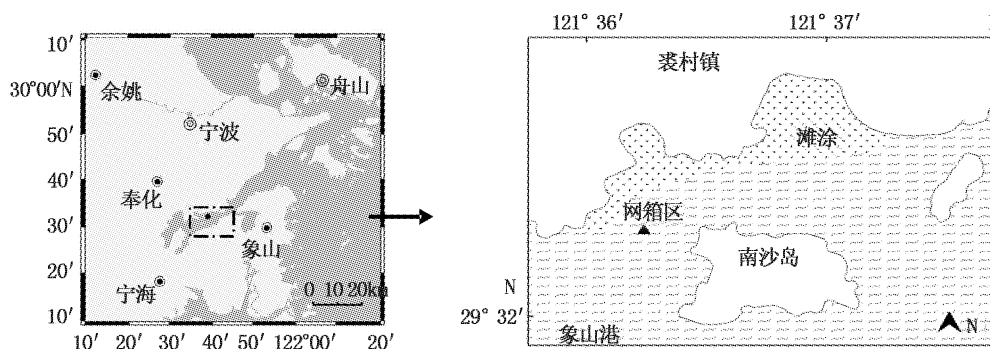 10′
30°00′N
50′
40′
30′
20′
10′
10′ 20′ 30′ 40′ 50′ 122°00′ 20′
余姚
舟山
宁波
奉化
象山
宁海
0 10 20km
121° 36′ 121° 37′
裘村镇
滩涂
网箱区
南沙岛
N
29° 32′
象山港
N